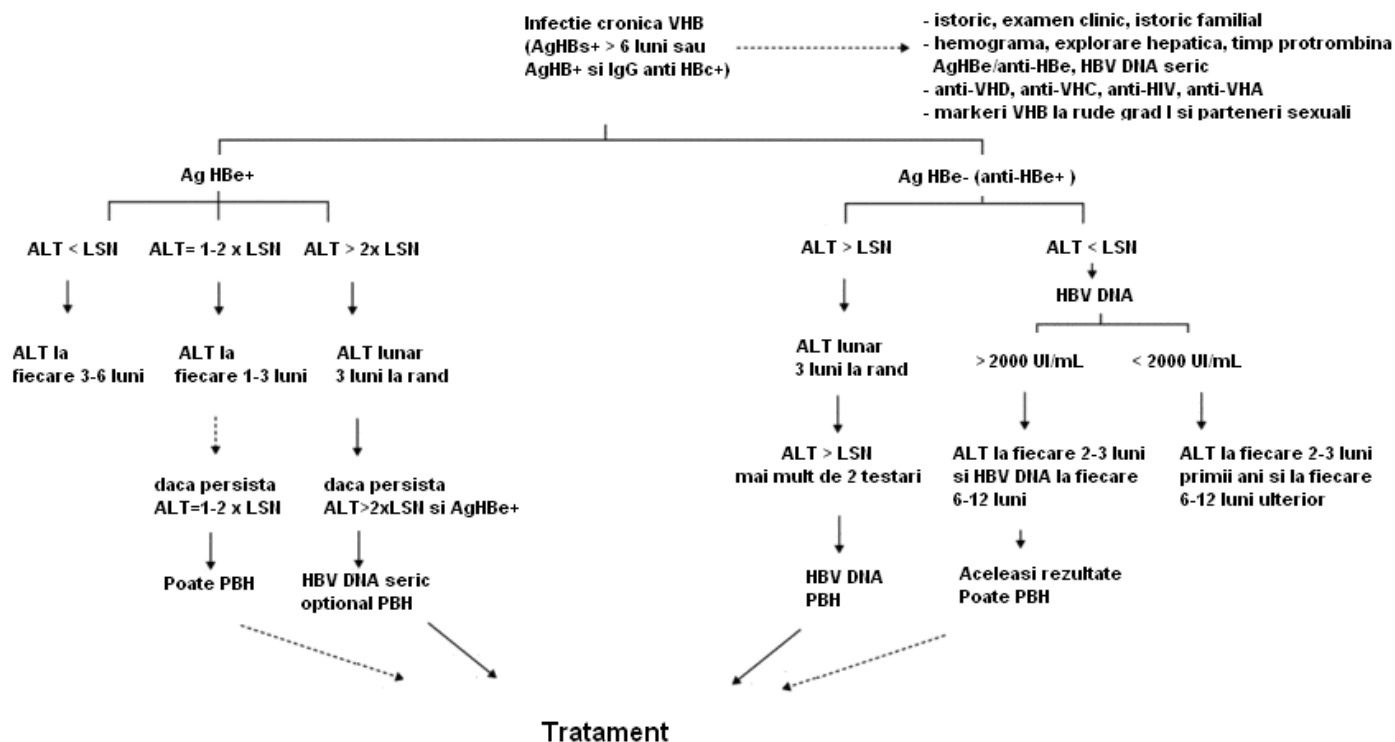 Infectie cronica VHB
(AgHBs+ > 6 luni sau
AgHB+ si IgG anti HBc+)
- istoric, examen clinic, istoric familial
- hemograma, explorare hepatica, timp protrombina
AgHBe/anti-HBe, HBV DNA seric
- anti-VHD, anti-VHC, anti-HIV, anti-VHA
- markeri VHB la rude grad I si parteneri sexuali
Ag HBe+
Ag HBe- (anti-HBe+ )
ALT < LSN
ALT= 1-2 x LSN
ALT > 2x LSN
ALT > LSN
ALT < LSN
HBV DNA
ALT la
fiecare 3-6 luni
ALT la
fiecare 1-3 luni
ALT lunar
3 luni la rand
ALT lunar
3 luni la rand
> 2000 UI/mL
< 2000 UI/mL
daca persista
ALT=1-2 x LSN
daca persista
ALT>2xLSN si AgHBe+
ALT > LSN
mai mult de 2 testari
ALT la fiecare 2-3 luni
si HBV DNA la fiecare
6-12 luni
ALT la fiecare 2-3 luni
primii ani si la fiecare
6-12 luni ulterior
Poate PBH
HBV DNA seric
optional PBH
HBV DNA
PBH
Aceleasi rezultate
Poate PBH
Tratament